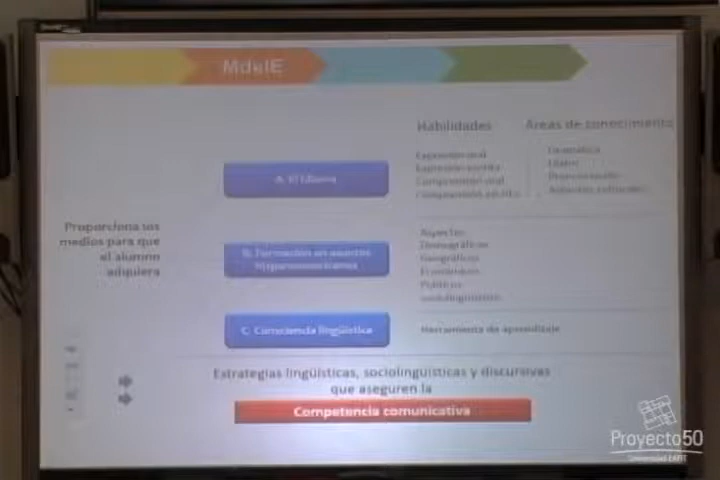 MdelE
Habilidades
Áreas de conocimiento
Expresión oral
Expresión escrita
Comprensión oral
Comprensión escrita
Gramática
Léxico
Pronunciación
Aspectos culturales
A. El Idioma
Proporciona los
medios para que
el alumno
adquiera
B. Formación en asuntos
hispanoamericanos
Aspectos
Demográficos
Geográficos
Económicos
Políticos
sociolingüísticos
C. Conciencia lingüística
Herramienta de aprendizaje
Estrategias lingüísticas, sociolingüísticas y discursivas
que aseguren la
Competencia comunicativa
Proyecto50
Universidad EAFIT